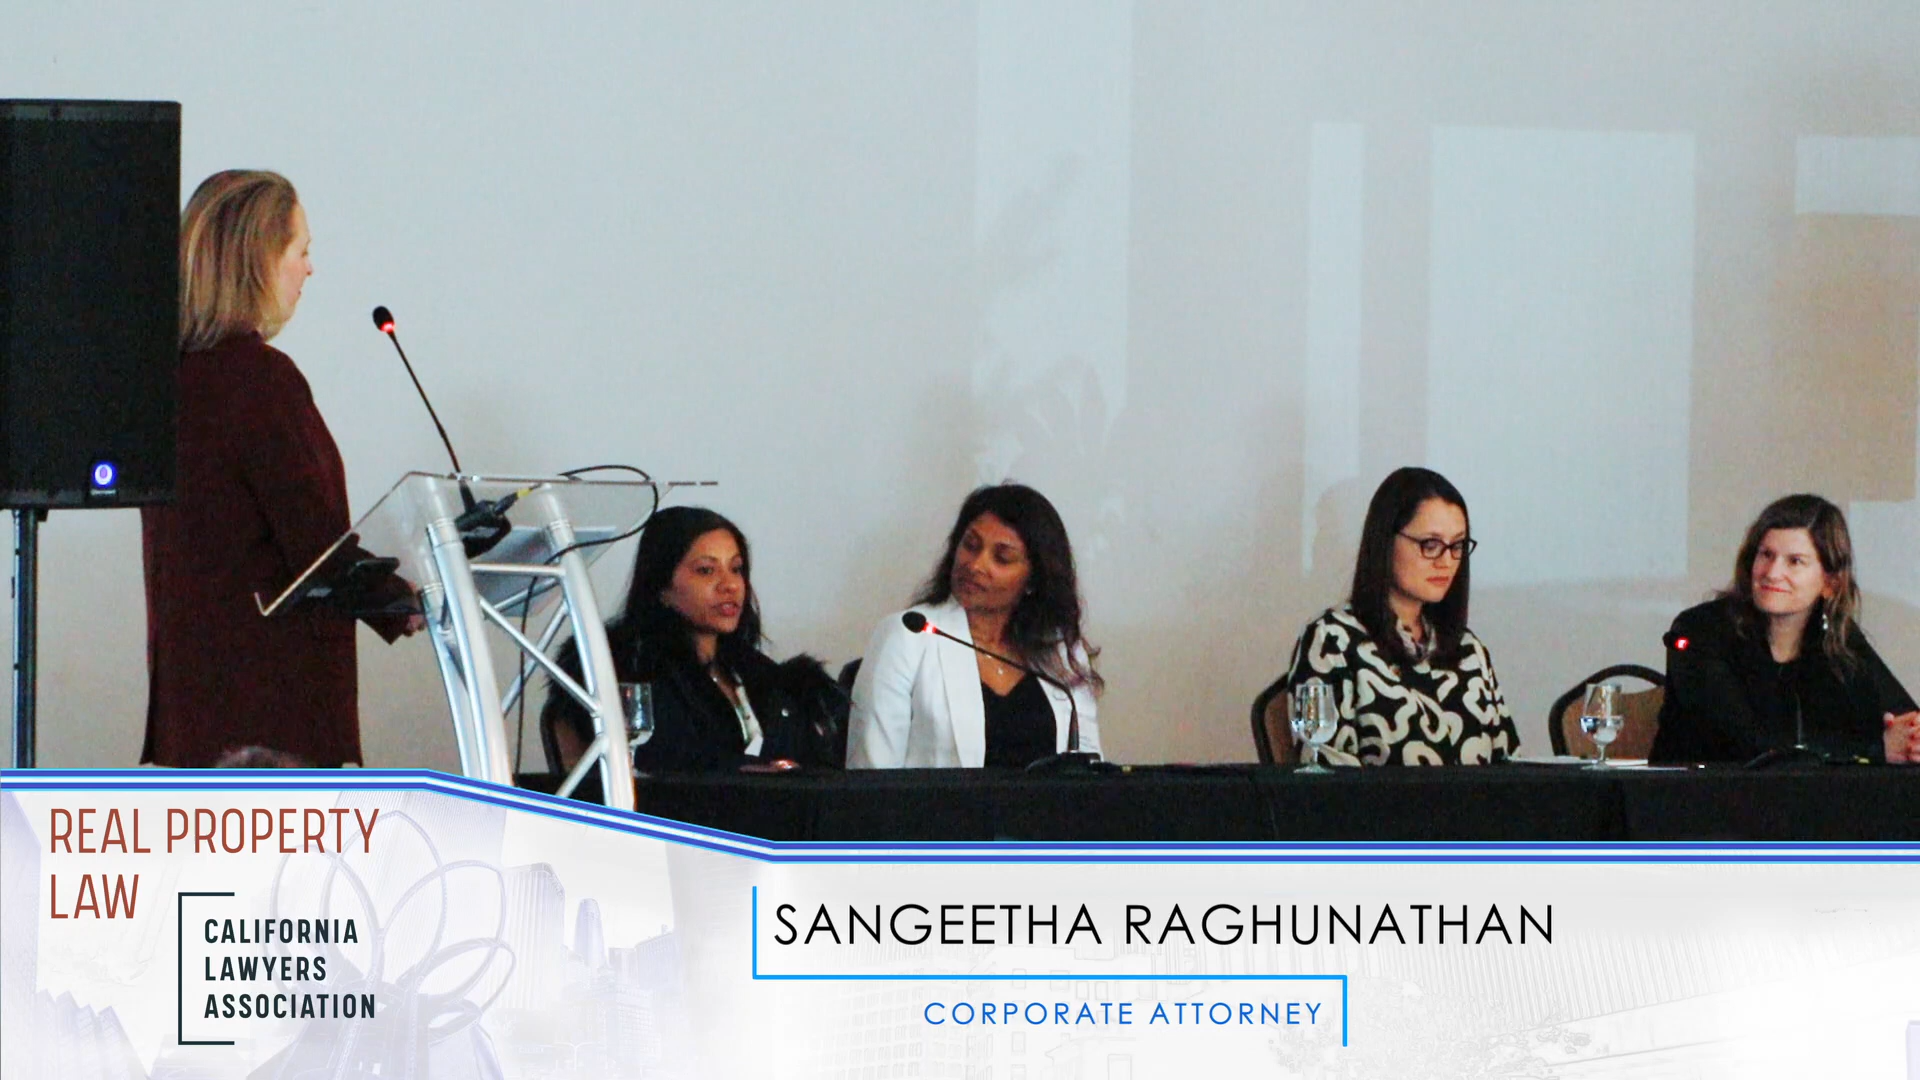 REAL PROPERTY
LAW
CALIFORNIA
LAWYERS
ASSOCIATION
SANGEETHA RAGHUNATHAN
CORPORATE ATTORNEY